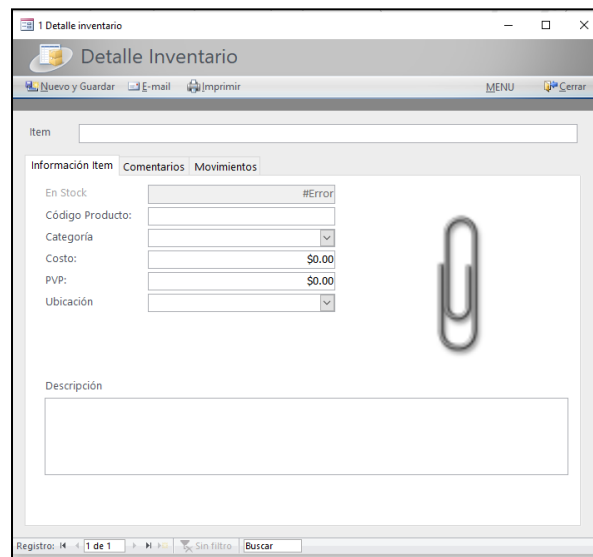 1 Detalle inventario
Detalle Inventario
Nuevo y Guardar E-mail Imprimir MENU Cerrar
Item
Información Item Comentarios Movimientos
En Stock #Error
Código Producto:
Categoría
Costo: $0.00
PVP: $0.00
Ubicación
Descripción
Registro: 1 de 1 Sin filtro Buscar